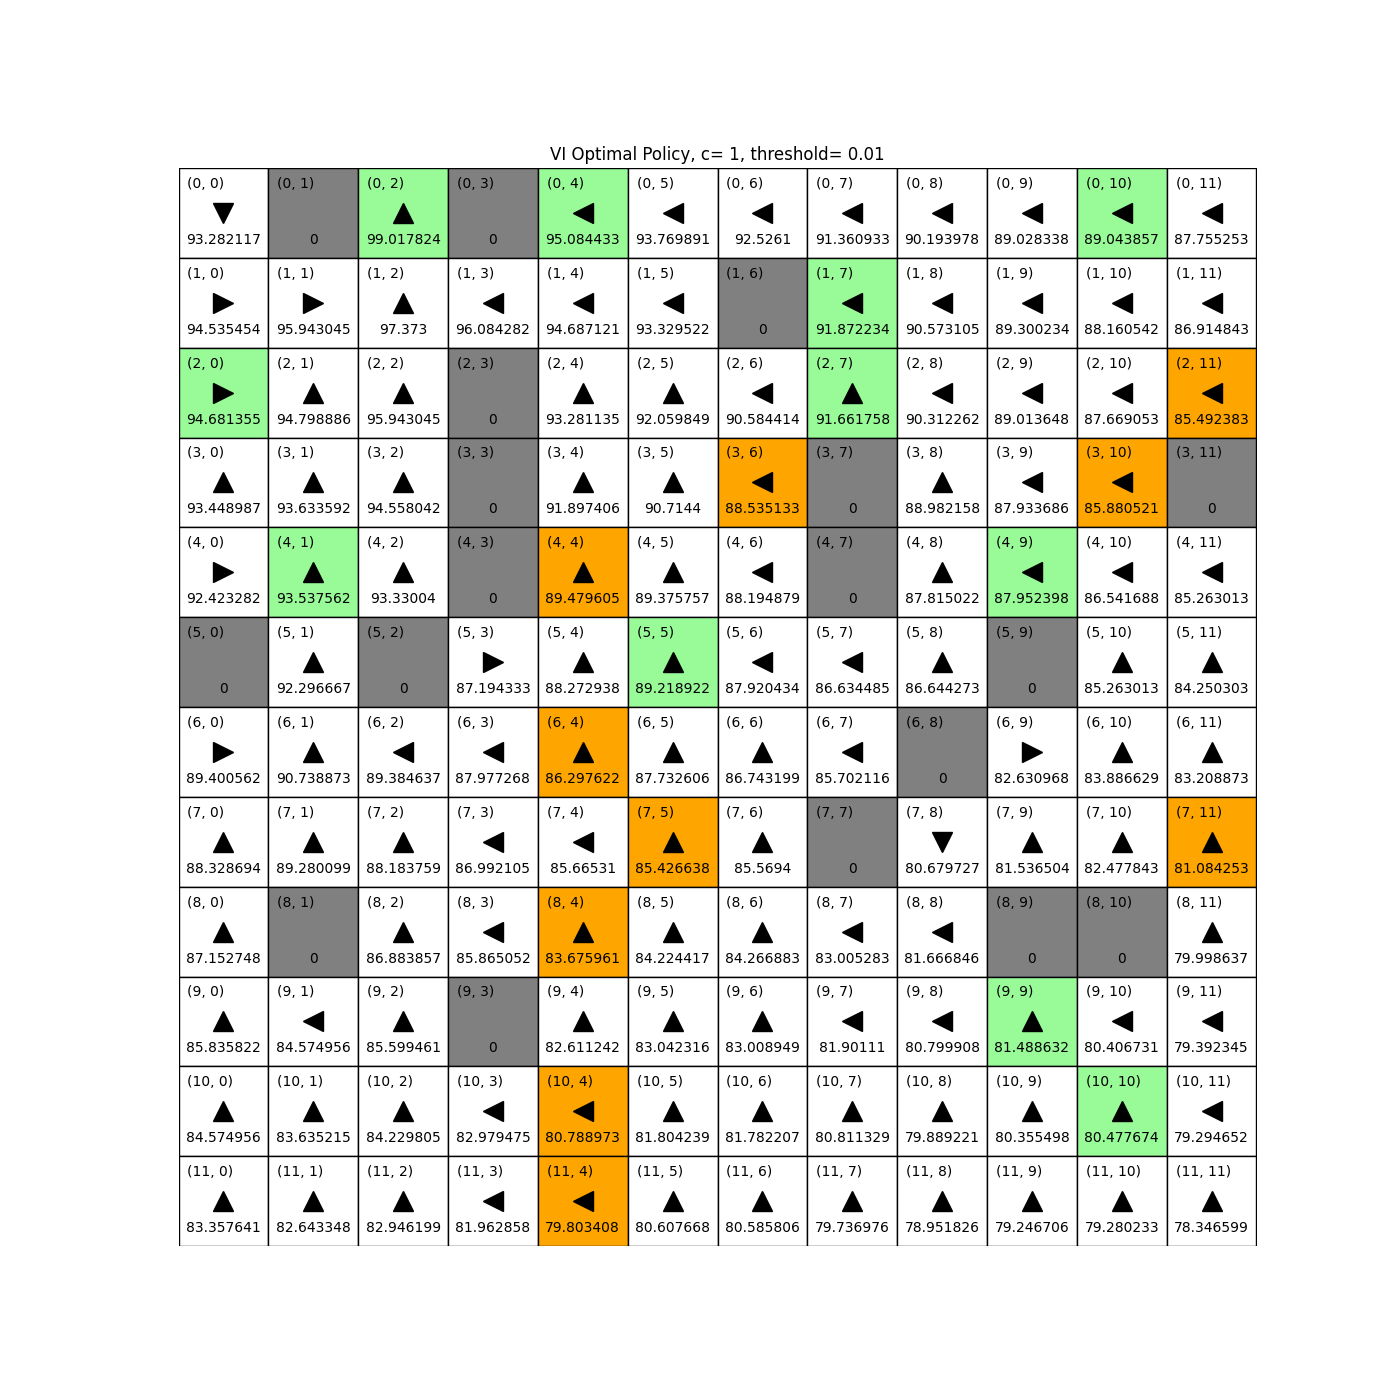 VI Optimal Policy, c= 1, threshold= 0.01
(0, 0) (0, 1) (0, 2) (0, 3) (0, 4) (0, 5) (0, 6) (0, 7) (0, 8) (0, 9) (0, 10) (0, 11)
93.282117 0 99.017824 0 95.084433 93.769891 92.5261 91.360933 90.193978 89.028338 89.043857 87.755253
(1, 0) (1, 1) (1, 2) (1, 3) (1, 4) (1, 5) (1, 6) (1, 7) (1, 8) (1, 9) (1, 10) (1, 11)
94.535454 95.943045 97.373 96.084282 94.687121 93.329522 0 91.872234 90.573105 89.300234 88.160542 86.914843
(2, 0) (2, 1) (2, 2) (2, 3) (2, 4) (2, 5) (2, 6) (2, 7) (2, 8) (2, 9) (2, 10) (2, 11)
94.681355 94.798886 95.943045 0 93.281135 92.059849 90.584414 91.661758 90.312262 89.013648 87.669053 85.492383
(3, 0) (3, 1) (3, 2) (3, 3) (3, 4) (3, 5) (3, 6) (3, 7) (3, 8) (3, 9) (3, 10) (3, 11)
93.448987 93.633592 94.558042 0 91.897406 90.7144 88.535133 0 88.982158 87.933686 85.880521 0
(4, 0) (4, 1) (4, 2) (4, 3) (4, 4) (4, 5) (4, 6) (4, 7) (4, 8) (4, 9) (4, 10) (4, 11)
92.423282 93.537562 93.33004 0 89.479605 89.375757 88.194879 0 87.815022 87.952398 86.541688 85.263013
(5, 0) (5, 1) (5, 2) (5, 3) (5, 4) (5, 5) (5, 6) (5, 7) (5, 8) (5, 9) (5, 10) (5, 11)
0 92.296667 0 87.194333 88.272938 89.218922 87.920434 86.634485 86.644273 0 85.263013 84.250303
(6, 0) (6, 1) (6, 2) (6, 3) (6, 4) (6, 5) (6, 6) (6, 7) (6, 8) (6, 9) (6, 10) (6, 11)
89.400562 90.738873 89.384637 87.977268 86.297622 87.732606 86.743199 85.702116 0 82.630968 83.886629 83.208873
(7, 0) (7, 1) (7, 2) (7, 3) (7, 4) (7, 5) (7, 6) (7, 7) (7, 8) (7, 9) (7, 10) (7, 11)
88.328694 89.280099 88.183759 86.992105 85.66531 85.426638 85.5694 0 80.679727 81.536504 82.477843 81.084253
(8, 0) (8, 1) (8, 2) (8, 3) (8, 4) (8, 5) (8, 6) (8, 7) (8, 8) (8, 9) (8, 10) (8, 11)
87.152748 0 86.883857 85.865052 83.675961 84.224417 84.266883 83.005283 81.666846 0 0 79.998637
(9, 0) (9, 1) (9, 2) (9, 3) (9, 4) (9, 5) (9, 6) (9, 7) (9, 8) (9, 9) (9, 10) (9, 11)
85.835822 84.574956 85.599461 0 82.611242 83.042316 83.008949 81.90111 80.799908 81.488632 80.406731 79.392345
(10, 0) (10, 1) (10, 2) (10, 3) (10, 4) (10, 5) (10, 6) (10, 7) (10, 8) (10, 9) (10, 10) (10, 11)
84.574956 83.635215 84.229805 82.979475 80.788973 81.804239 81.782207 80.811329 79.889221 80.355498 80.477674 79.294652
(11, 0) (11, 1) (11, 2) (11, 3) (11, 4) (11, 5) (11, 6) (11, 7) (11, 8) (11, 9) (11, 10) (11, 11)
83.357641 82.643348 82.946199 81.962858 79.803408 80.607668 80.585806 79.736976 78.951826 79.246706 79.280233 78.346599